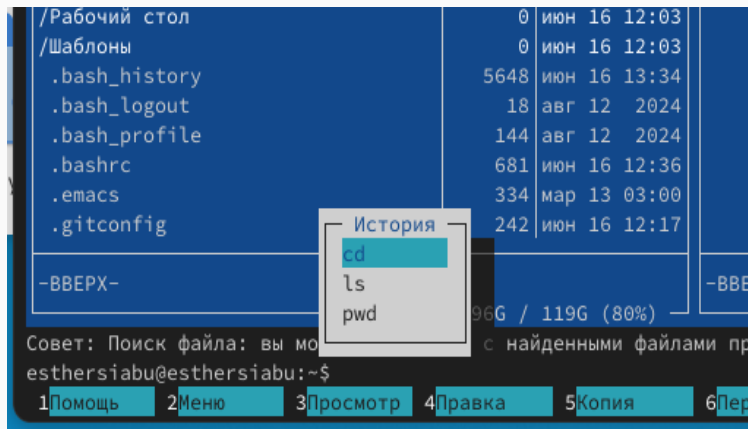 /Рабочий стол 0 июн 16 12:03
/Шаблоны 0 июн 16 12:03
.bash_history 5648 июн 16 13:34
.bash_logout 18 авг 12 2024
.bash_profile 144 авг 12 2024
.bashrc 681 июн 16 12:36
.emacs 334 мар 13 03:00
.gitconfig 242 июн 16 12:17
История
cd
ls
pwd
-ВВЕРХ- -ВВЕ
96G / 119G (80%)
Совет: Поиск файла: вы мо с найденными файлами пр
esthersiabu@esthersiabu:~$
1Помощь 2Меню 3Просмотр 4Правка 5Копия 6Пер